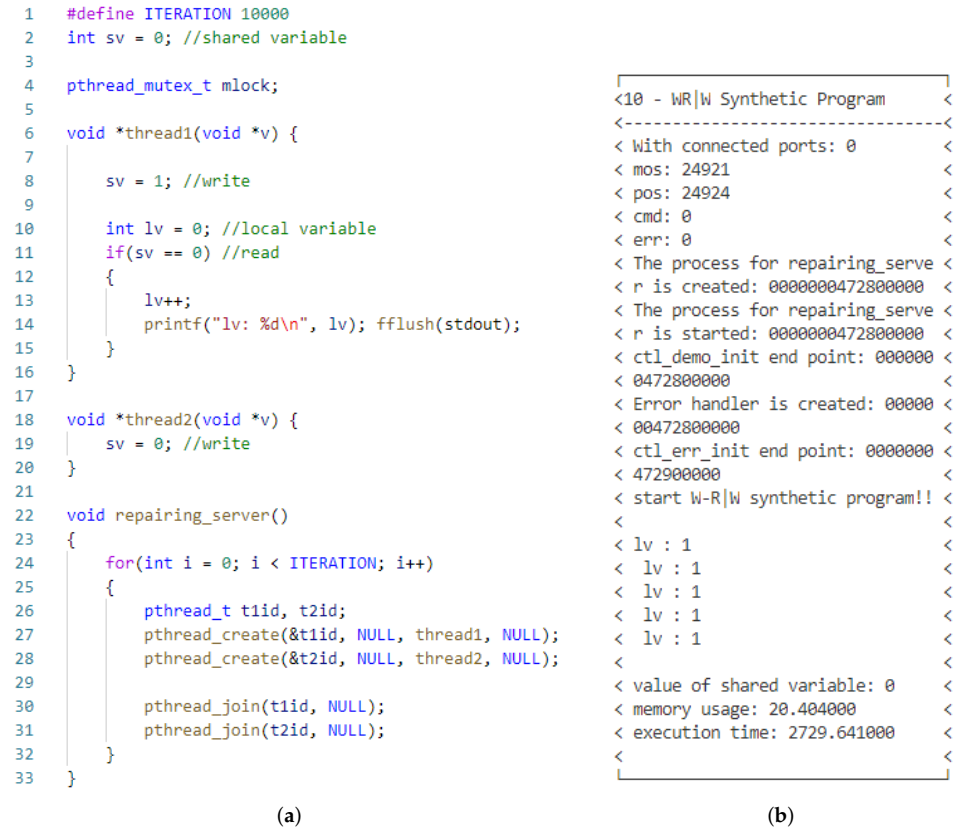 1 #define ITERATION 10000
2 int sv = 0; //shared variable
3
4 pthread_mutex_t mlock;
5
6 void *thread1(void *v) {
7
8 sv = 1; //write
9
10 int lv = 0; //local variable
11 if(sv == 0) //read
12 {
13 lv++;
14 printf("lv: %d\n", lv); fflush(stdout);
15 }
16 }
17
18 void *thread2(void *v) {
19 sv = 0; //write
20 }
21
22 void repairing_server()
23 {
24 for(int i = 0; i < ITERATION; i++)
25 {
26 pthread_t t1id, t2id;
27 pthread_create(&t1id, NULL, thread1, NULL);
28 pthread_create(&t2id, NULL, thread2, NULL);
29
30 pthread_join(t1id, NULL);
31 pthread_join(t2id, NULL);
32 }
33 }
(a)
<10 - WR|W Synthetic Program <
<---------------------------------<
< With connected ports: 0 <
< mos: 24921 <
< pos: 24924 <
< cmd: 0 <
< err: 0 <
< The process for repairing_serve <
< r is created: 0000000472800000 <
< The process for repairing_serve <
< r is started: 0000000472800000 <
< ctl_demo_init end point: 000000 <
< 0472800000 <
< Error handler is created: 00000 <
< 00472800000 <
< ctl_err_init end point: 0000000 <
< 472900000 <
< start W-R|W synthetic program!! <
< <
< lv : 1 <
< lv : 1 <
< lv : 1 <
< lv : 1 <
< lv : 1 <
< <
< value of shared variable: 0 <
< memory usage: 20.404000 <
< execution time: 2729.641000 <
< <
(b)